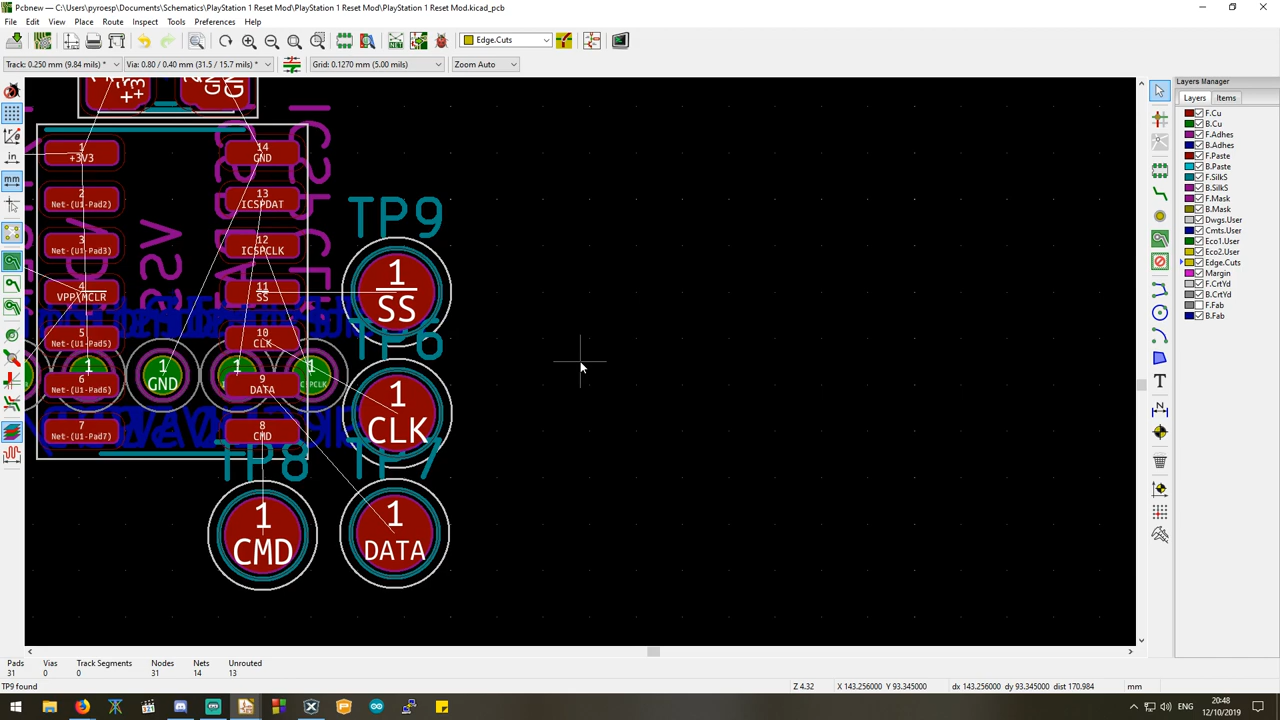 Pcbnew — C:\Users\pyroesp\Documents\Schematics\PlayStation 1 Reset Mod\PlayStation 1 Reset Mod\PlayStation 1 Reset Mod.kicad_pcb
File Edit View Place Route Inspect Tools Preferences Help
Edge.Cuts
Track: 0.250 mm (9.84 mils) * Via: 0.80 / 0.40 mm (31.5 / 15.7 mils) * Grid: 0.1270 mm (5.00 mils) Zoom Auto
Layers Manager
Layers Items
F.Cu
B.Cu
F.Adhes
B.Adhes
F.Paste
B.Paste
F.SilkS
B.SilkS
F.Mask
B.Mask
Dwgs.User
Cmts.User
Eco1.User
Eco2.User
Edge.Cuts
Margin
F.CrtYd
B.CrtYd
F.Fab
B.Fab
in
mm
1
+3V3
2
Net-(U1-Pad2)
3
Net-(U1-Pad3)
4
VPP/MCLR
5
Net-(U1-Pad5)
6
Net-(U1-Pad6)
7
Net-(U1-Pad7)
14
GND
13
ICSPDAT
12
ICSPCLK
11
SS
10
CLK
9
DATA
8
CMD
1
1
GND
1
1
TP9
1
SS
TP6
1
CLK
TP7
1
DATA
TP8
1
CMD
Pads Vias Track Segments Nodes Nets Unrouted
31 0 0 31 14 13
TP9 found Z 4.32 X 143.256000 Y 93.345000 dx 143.256000 dy 93.345000 dist 170.984 mm
ENG 20:48
12/10/2019